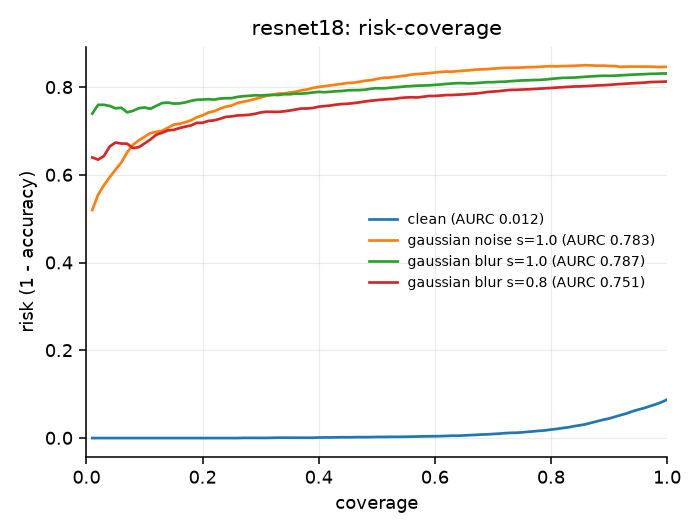 resnet18: risk-coverage
risk (1 - accuracy)
0.8
0.6
0.4
0.2
0.0
clean (AURC 0.012)
gaussian noise s=1.0 (AURC 0.783)
gaussian blur s=1.0 (AURC 0.787)
gaussian blur s=0.8 (AURC 0.751)
0.0 0.2 0.4 0.6 0.8 1.0
coverage